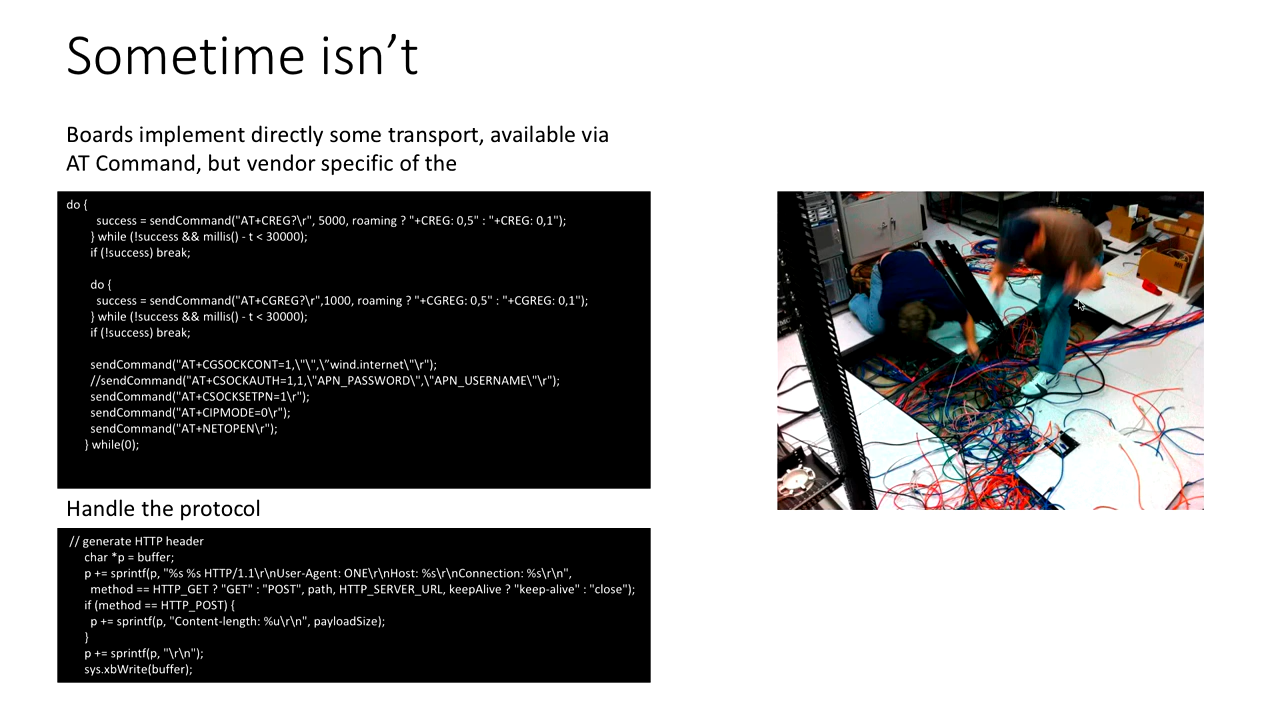 Sometime isn’t
Boards implement directly some transport, available via
AT Command, but vendor specific of the
do {
success = sendCommand("AT+CREG?\r", 5000, roaming ? "+CREG: 0,5" : "+CREG: 0,1");
} while (!success && millis() - t < 30000);
if (!success) break;
do {
success = sendCommand("AT+CGREG?\r",1000, roaming ? "+CGREG: 0,5" : "+CGREG: 0,1");
} while (!success && millis() - t < 30000);
if (!success) break;
sendCommand("AT+CGSOCKCONT=1,\"\",\”wind.internet\"\r");
//sendCommand("AT+CSOCKAUTH=1,1,\"APN_PASSWORD\",\"APN_USERNAME\"\r");
sendCommand("AT+CSOCKSETPN=1\r");
sendCommand("AT+CIPMODE=0\r");
sendCommand("AT+NETOPEN\r");
} while(0);
Handle the protocol
// generate HTTP header
char *p = buffer;
p += sprintf(p, "%s %s HTTP/1.1\r\nUser-Agent: ONE\r\nHost: %s\r\nConnection: %s\r\n",
method == HTTP_GET ? "GET" : "POST", path, HTTP_SERVER_URL, keepAlive ? "keep-alive" : "close");
if (method == HTTP_POST) {
p += sprintf(p, "Content-length: %u\r\n", payloadSize);
}
p += sprintf(p, "\r\n");
sys.xbWrite(buffer);